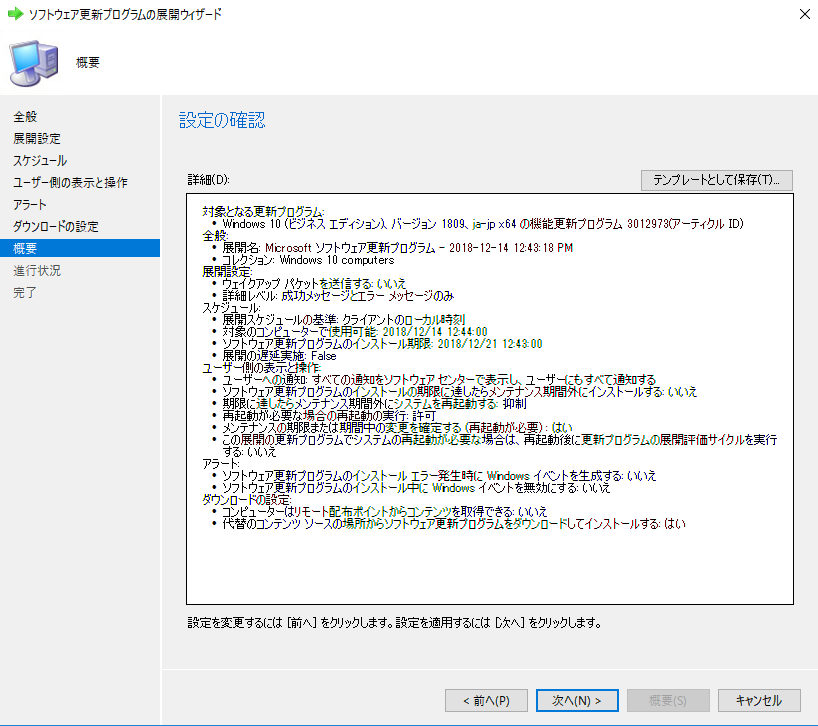 ソフトウェア更新プログラムの展開ウィザード
概要
全般
展開設定
スケジュール
ユーザー側の表示と操作
アラート
ダウンロードの設定
概要
進行状況
完了
設定の確認
詳細(D):
テンプレートとして保存(T)...
対象となる更新プログラム:
• Windows 10 (ビジネス エディション)、バージョン 1809、ja-jp x64 の機能更新プログラム 3012973(アーティクル ID)
全般:
• 展開名: Microsoft ソフトウェア更新プログラム - 2018-12-14 12:43:18 PM
• コレクション: Windows 10 computers
展開設定:
• ウェイクアップ パケットを送信する: いいえ
• 詳細レベル: 成功メッセージとエラー メッセージのみ
スケジュール:
• 展開スケジュールの基準: クライアントのローカル時刻
• 対象のコンピューターで使用可能: 2018/12/14 12:44:00
• ソフトウェア更新プログラムのインストール期限: 2018/12/21 12:43:00
• 展開の遅延実施: False
ユーザー側の表示と操作:
• ユーザーへの通知: すべての通知をソフトウェア センターで表示し、ユーザーにもすべて通知する
• ソフトウェア更新プログラムのインストールの期限に達したらメンテナンス期間外にインストールする: いいえ
• 期限に達したらメンテナンス期間外にシステムを再起動する: 抑制
• 再起動が必要な場合の再起動の実行: 許可
• メンテナンスの期限または期間中の変更を確定する (再起動が必要): はい
• この展開の更新プログラムでシステムの再起動が必要な場合は、再起動後に更新プログラムの展開評価サイクルを実行
する: いいえ
アラート:
• ソフトウェア更新プログラムのインストール エラー発生時に Windows イベントを生成する: いいえ
• ソフトウェア更新プログラムのインストール中に Windows イベントを無効にする: いいえ
ダウンロードの設定:
• コンピューターはリモート配布ポイントからコンテンツを取得できる: いいえ
• 代替のコンテンツ ソースの場所からソフトウェア更新プログラムをダウンロードしてインストールする: はい
設定を変更するには [前へ] をクリックします。設定を適用するには [次へ] をクリックします。
< 前へ(P)
次へ(N) >
概要(S)
キャンセル